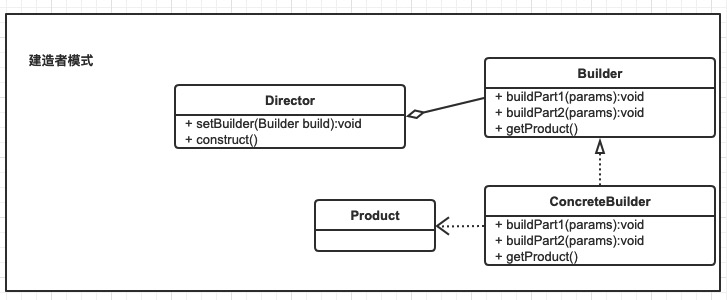 建造者模式
Director
+ setBuilder(Builder build):void
+ construct()
Builder
+ buildPart1(params):void
+ buildPart2(params):void
+ getProduct()
Product
ConcreteBuilder
+ buildPart1(params):void
+ buildPart2(params):void
+ getProduct()